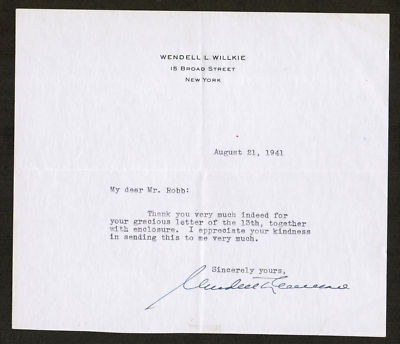 WENDELL L. WILLKIE
15 BROAD STREET
NEW YORK
August 21, 1941
My dear Mr. Robb:
Thank you very much indeed for
your gracious letter of the 13th, together
with enclosure. I appreciate your kindness
in sending this to me very much.
Sincerely yours,